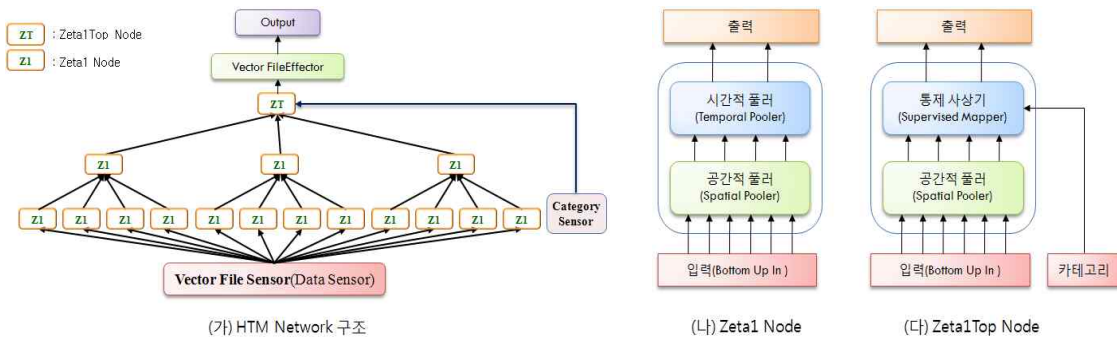 ZT : Zeta1Top Node
Z1 : Zeta1 Node
Output
Vector FileEffector
ZT
Z1 Z1 Z1
Z1 Z1 Z1 Z1 Z1 Z1 Z1 Z1 Z1 Z1 Z1 Z1
Category
Sensor
Vector File Sensor(Data Sensor)
(가) HTM Network 구조
출력
시간적 풀러
(Temporal Pooler)
공간적 풀러
(Spatial Pooler)
입력(Bottom Up In )
(나) Zeta1 Node
출력
통제 사상기
(Supervised Mapper)
공간적 풀러
(Spatial Pooler)
입력(Bottom Up In )
카테고리
(다) Zeta1Top Node